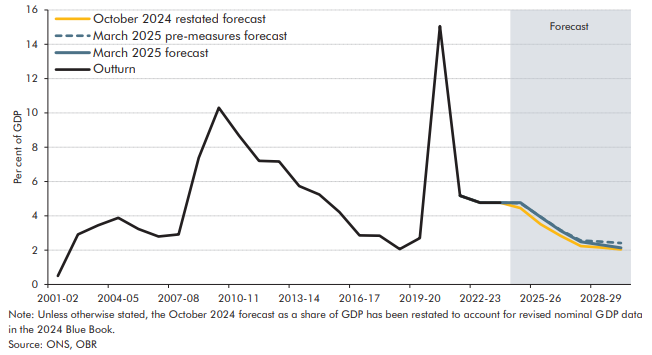 16
14
12
10
8
6
4
2
0
Per cent of GDP
October 2024 restated forecast
March 2025 pre-measures forecast
March 2025 forecast
Outturn
Forecast
2001-02 2004-05 2007-08 2010-11 2013-14 2016-17 2019-20 2022-23 2025-26 2028-29
Note: Unless otherwise stated, the October 2024 forecast as a share of GDP has been restated to account for revised nominal GDP data
in the 2024 Blue Book.
Source: ONS, OBR